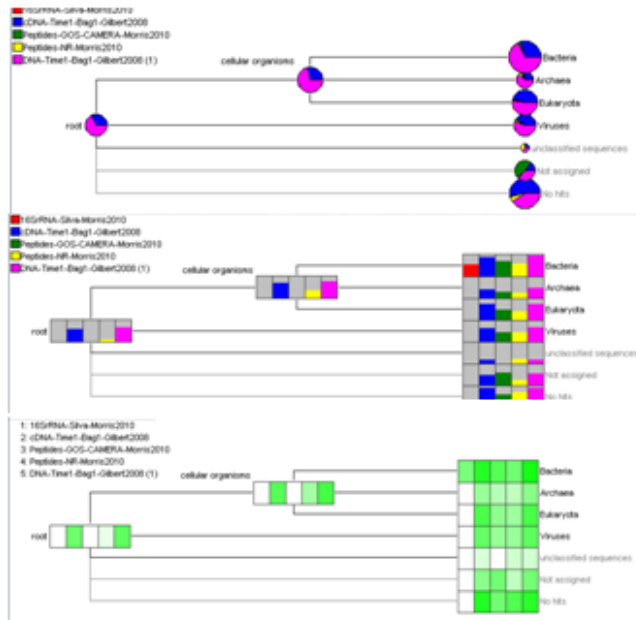 16SrRNA-Silva-Morris2010
cDNA-Time1-Bag1-Gilbert2008
Peptides-GOS-CAMERA-Morris2010
Peptides-NR-Morris2010
DNA-Time1-Bag1-Gilbert2008 (1)
cellular organisms
Bacteria
Archaea
Eukaryota
root
Viruses
unclassified sequences
Not assigned
No hits
16SrRNA-Silva-Morris2010
cDNA-Time1-Bag1-Gilbert2008
Peptides-GOS-CAMERA-Morris2010
Peptides-NR-Morris2010
DNA-Time1-Bag1-Gilbert2008 (1)
cellular organisms
Bacteria
Archaea
Eukaryota
root
Viruses
unclassified sequences
Not assigned
No hits
1: 16SrRNA-Silva-Morris2010
2: cDNA-Time1-Bag1-Gilbert2008
3: Peptides-GOS-CAMERA-Morris2010
4: Peptides-NR-Morris2010
5: DNA-Time1-Bag1-Gilbert2008 (1)
cellular organisms
Bacteria
Archaea
Eukaryota
root
Viruses
unclassified sequences
Not assigned
No hits